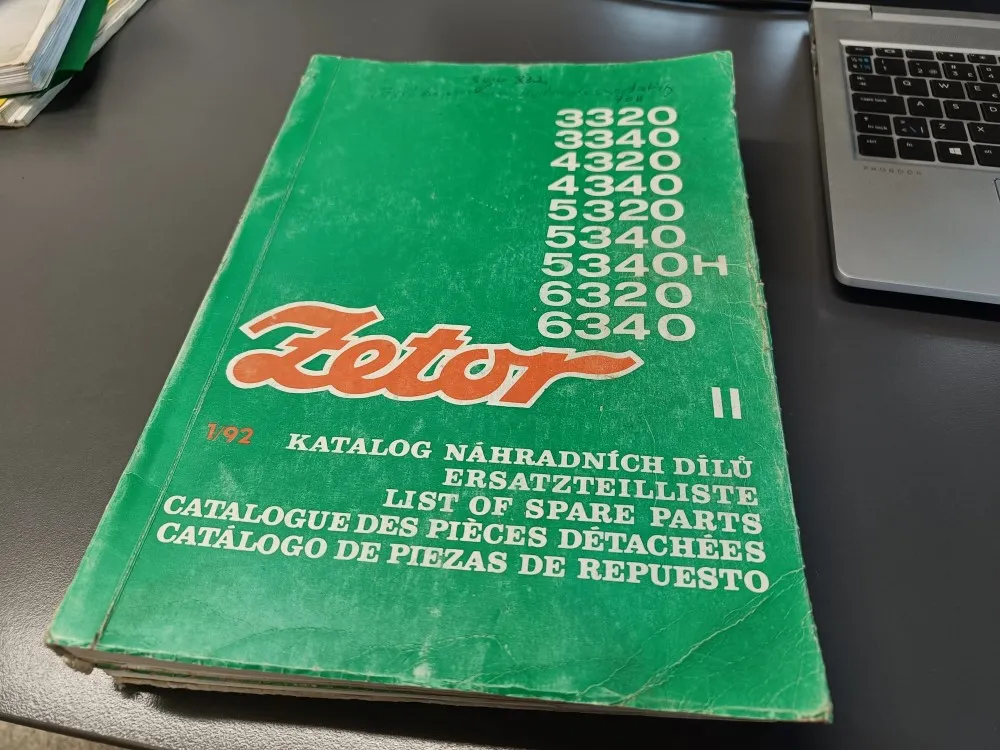 3320
3340
4320
4340
5320
5340
5340H
6320
6340
Zetor
II
1/92
KATALOG NÁHRADNÍCH DÍLŮ
ERSATZTEILLISTE
LIST OF SPARE PARTS
CATALOGUE DES PIÈCES DÉTACHÉES
CATÁLOGO DE PIEZAS DE REPUESTO